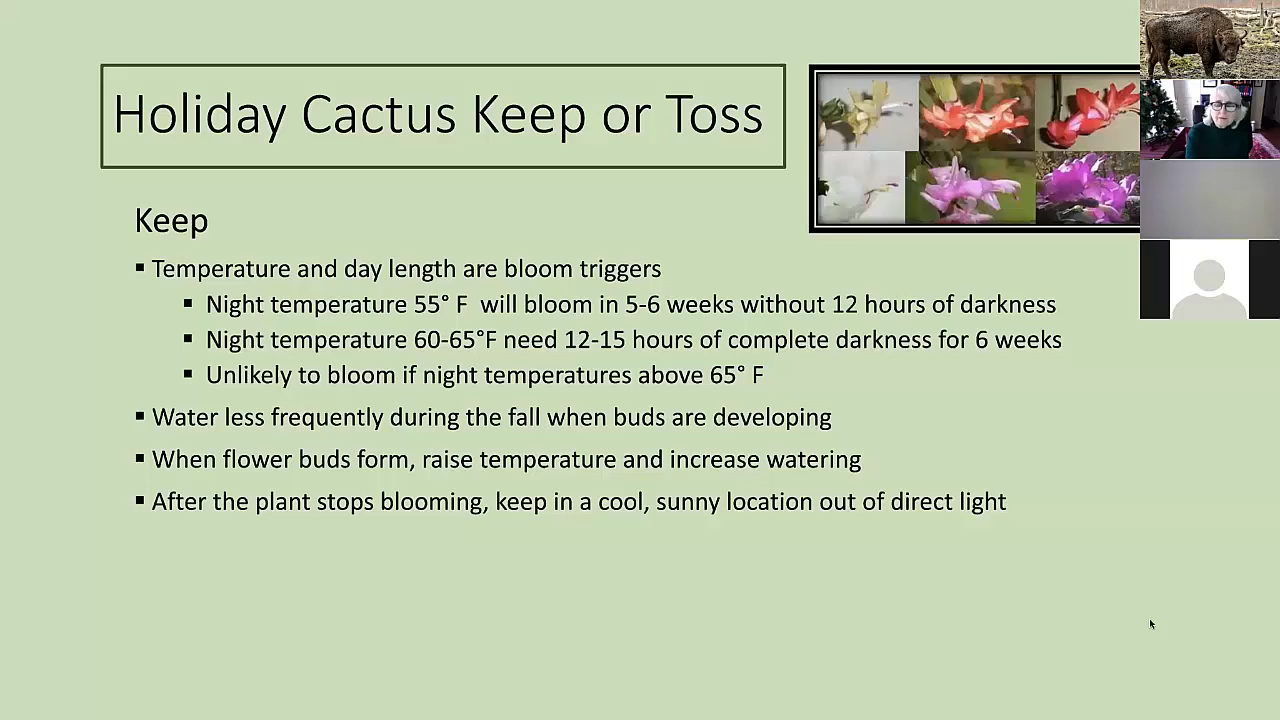 Holiday Cactus Keep or Toss
Keep
▪ Temperature and day length are bloom triggers
▪ Night temperature 55° F  will bloom in 5-6 weeks without 12 hours of darkness
▪ Night temperature 60-65°F need 12-15 hours of complete darkness for 6 weeks
▪ Unlikely to bloom if night temperatures above 65° F
▪ Water less frequently during the fall when buds are developing
▪ When flower buds form, raise temperature and increase watering
▪ After the plant stops blooming, keep in a cool, sunny location out of direct light